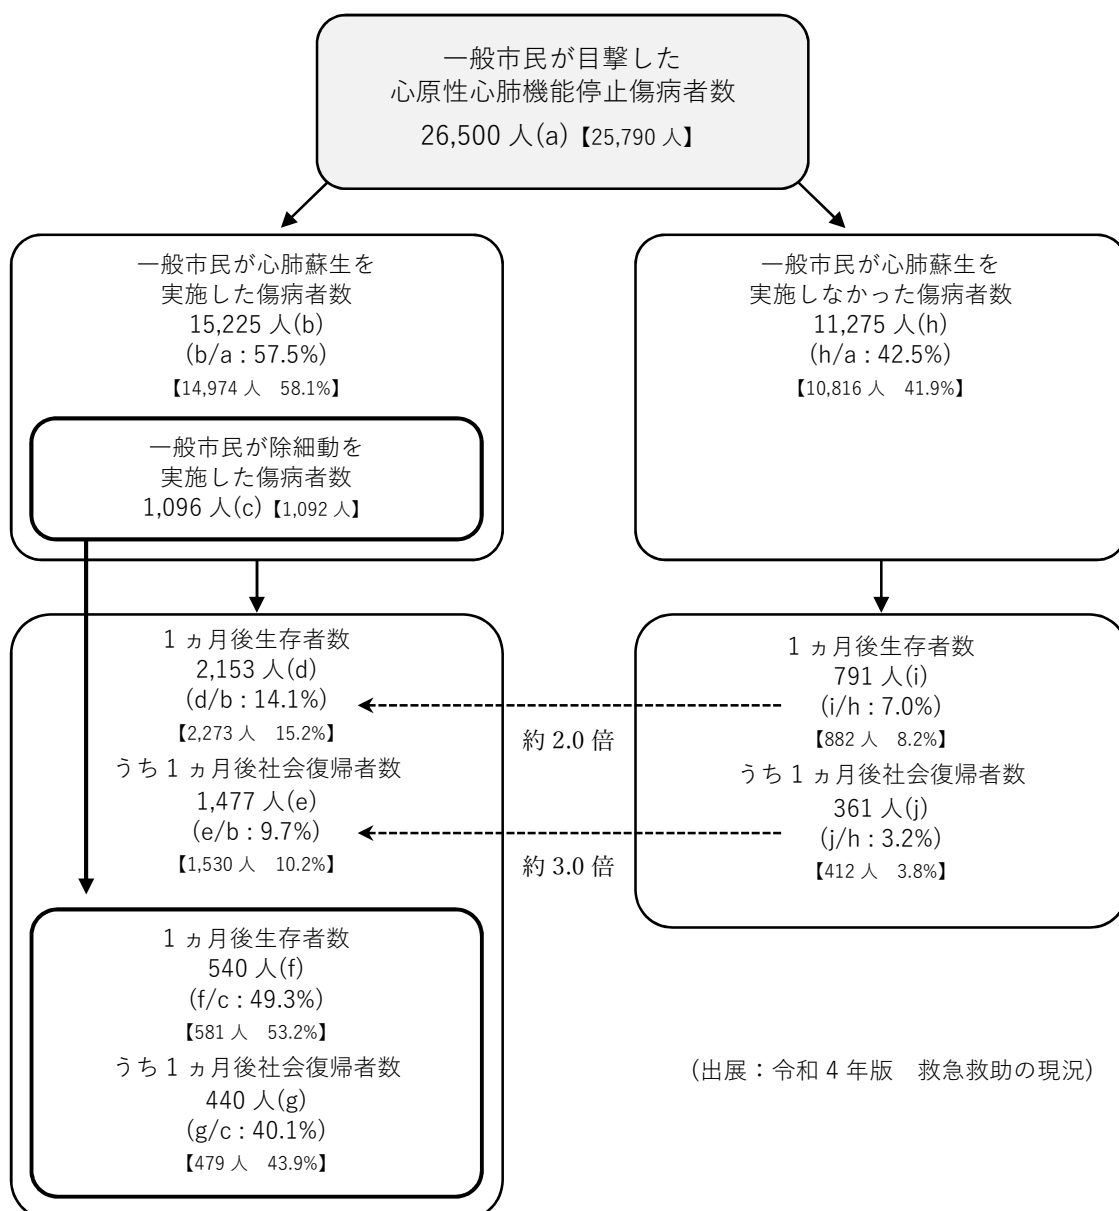 一般市民が目撃した
心原性心肺機能停止傷病者数
26,500 人(a)【25,790 人】
一般市民が心肺蘇生を
実施した傷病者数
15,225 人(b)
(b/a : 57.5%)
【14,974 人　58.1%】
一般市民が除細動を
実施した傷病者数
1,096 人(c)【1,092 人】
一般市民が心肺蘇生を
実施しなかった傷病者数
11,275 人(h)
(h/a : 42.5%)
【10,816 人　41.9%】
1 ヵ月後生存者数
2,153 人(d)
(d/b : 14.1%)
【2,273 人　15.2%】
うち 1 ヵ月後社会復帰者数
1,477 人(e)
(e/b : 9.7%)
【1,530 人　10.2%】
約 2.0 倍
約 3.0 倍
1 ヵ月後生存者数
791 人(i)
(i/h : 7.0%)
【882 人　8.2%】
うち 1 ヵ月後社会復帰者数
361 人(j)
(j/h : 3.2%)
【412 人　3.8%】
1 ヵ月後生存者数
540 人(f)
(f/c : 49.3%)
【581 人　53.2%】
うち 1 ヵ月後社会復帰者数
440 人(g)
(g/c : 40.1%)
【479 人　43.9%】
(出展：令和 4 年版　救急救助の現況)